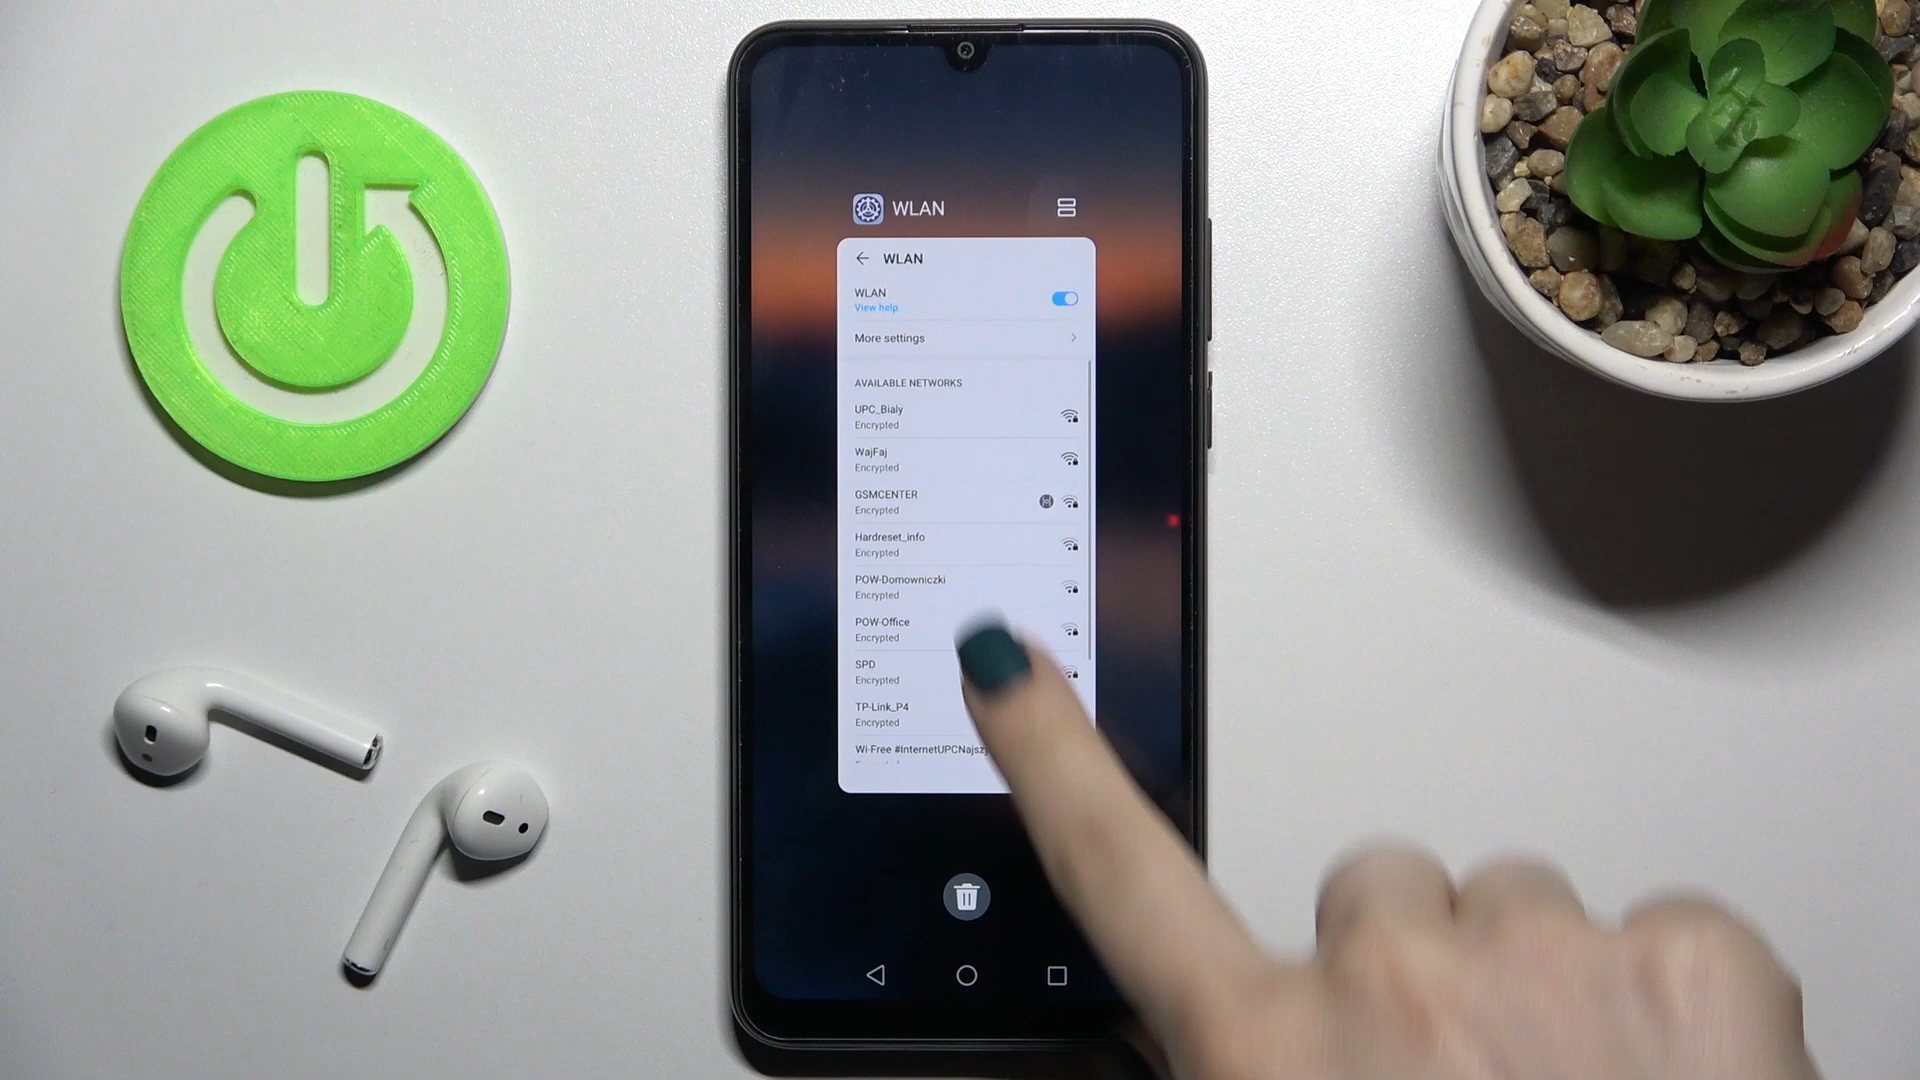 WLAN
WLAN
WLAN
View help
More settings
AVAILABLE NETWORKS
UPC_Bialy
Encrypted
WajFaj
Encrypted
GSMCENTER
Encrypted
Hardreset_info
Encrypted
POW-Domowniczki
Encrypted
POW-Office
Encrypted
SPD
Encrypted
TP-Link_P4
Encrypted
Wi-Free #InternetUPCNajszy